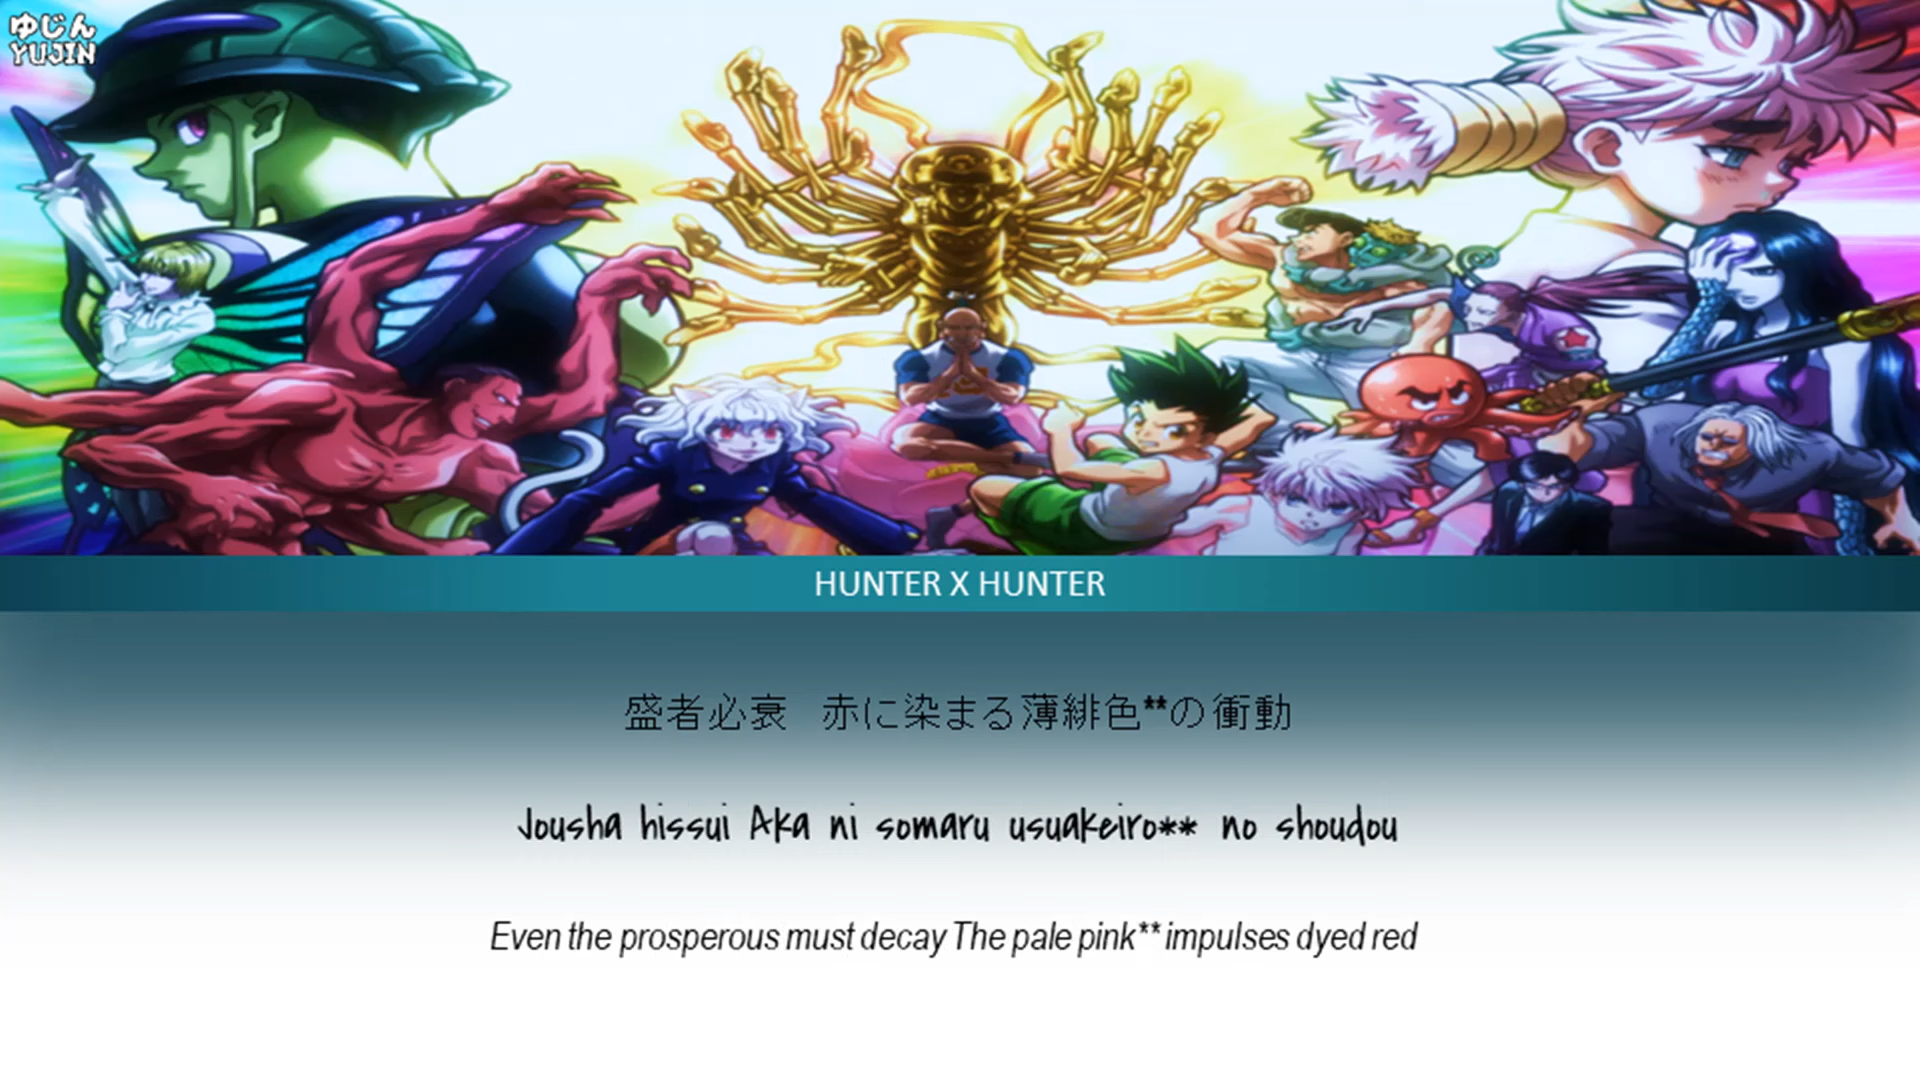 ゆじん
YUJIN
HUNTER X HUNTER
盛者必衰　赤に染まる薄緋色**の衝動
Jousha hissui Aka ni somaru usuakeiro** no shoudou
Even the prosperous must decay The pale pink** impulses dyed red